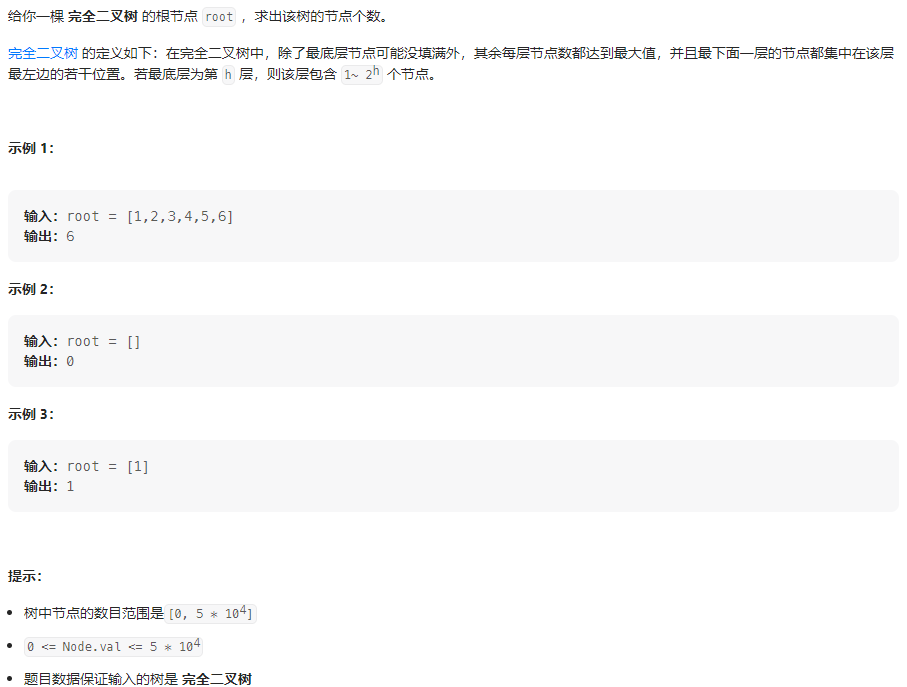 给你一棵 完全二叉树 的根节点 root ，求出该树的节点个数。
完全二叉树 的定义如下：在完全二叉树中，除了最底层节点可能没填满外，其余每层节点数都达到最大值，并且最下面一层的节点都集中在该层
最左边的若干位置。若最底层为第 h 层，则该层包含 1~ 2^h 个节点。
示例 1：
输入：root = [1,2,3,4,5,6]
输出：6
示例 2：
输入：root = []
输出：0
示例 3：
输入：root = [1]
输出：1
提示：
• 树中节点的数目范围是[0, 5 * 10^4]
• 0 <= Node.val <= 5 * 10^4
• 题目数据保证输入的树是 完全二叉树